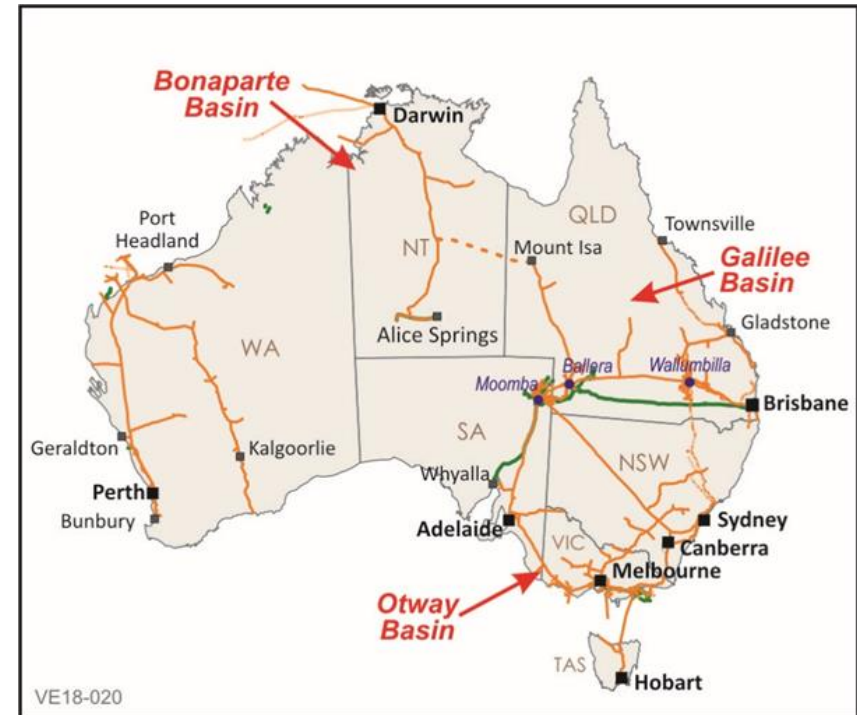 Bonaparte
Basin
Darwin
Port
Headland
NT
Mount Isa
QLD
Townsville
Galilee
Basin
Gladstone
Alice Springs
WA
Moomba
Ballera
Wallumbilla
Brisbane
SA
Geraldton
Kalgoorlie
Whyalla
NSW
Perth
Bunbury
Adelaide
Sydney
VIC
Canberra
Melbourne
Otway
Basin
TAS
Hobart
VE18-020